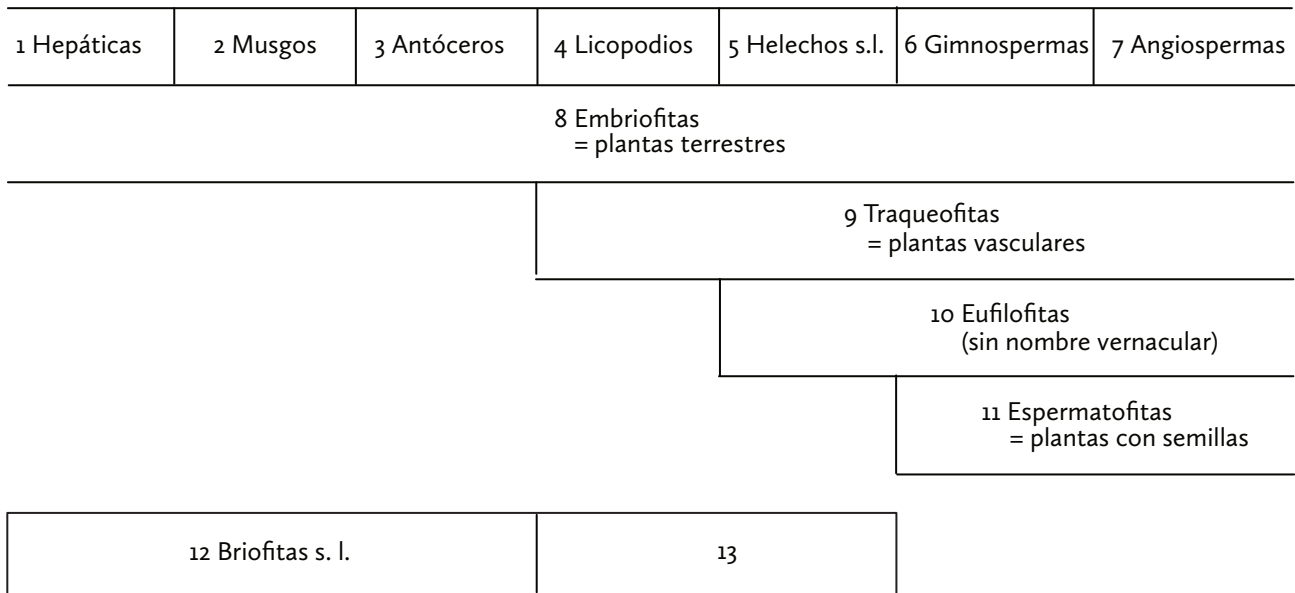 1 Hepáticas 2 Musgos 3 Antóceros 4 Licopodios 5 Helechos s.l. 6 Gimnospermas 7 Angiospermas
8 Embriofitas
= plantas terrestres
9 Traqueofitas
= plantas vasculares
10 Eufilofitas
(sin nombre vernacular)
11 Espermatofitas
= plantas con semillas
12 Briofitas s. l. 13